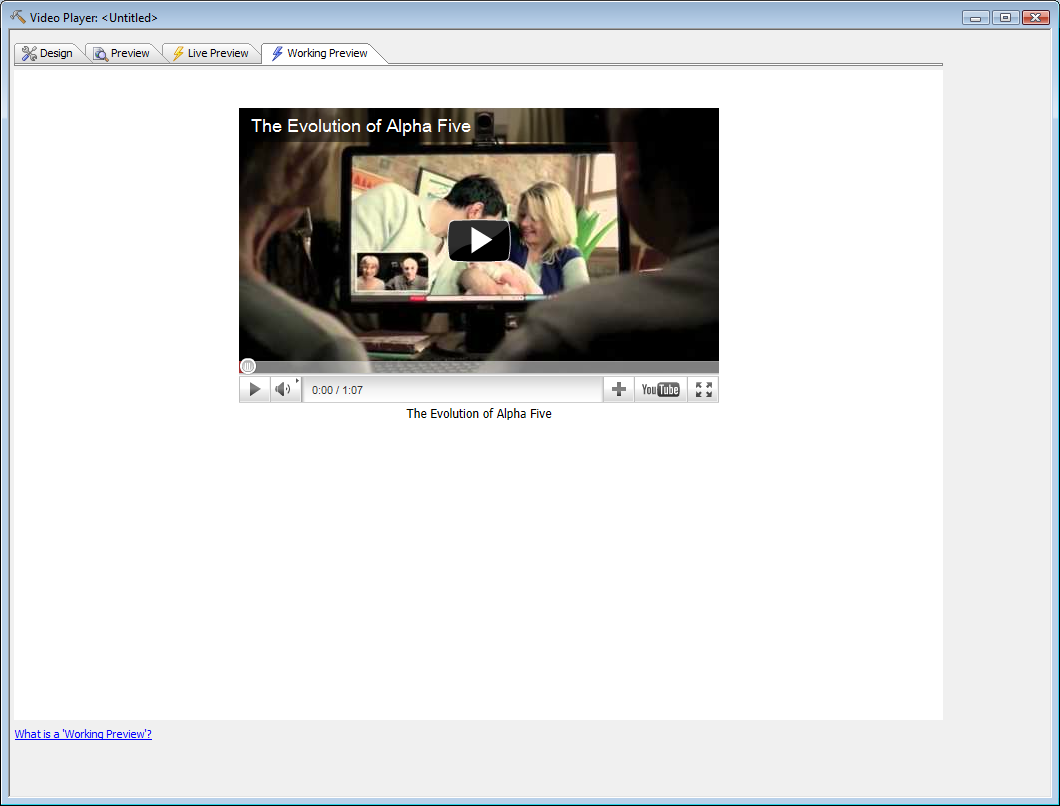 Video Player: <Untitled>
Design Preview Live Preview Working Preview
The Evolution of Alpha Five
0:00 / 1:07 YouTube
The Evolution of Alpha Five
What is a 'Working Preview'?